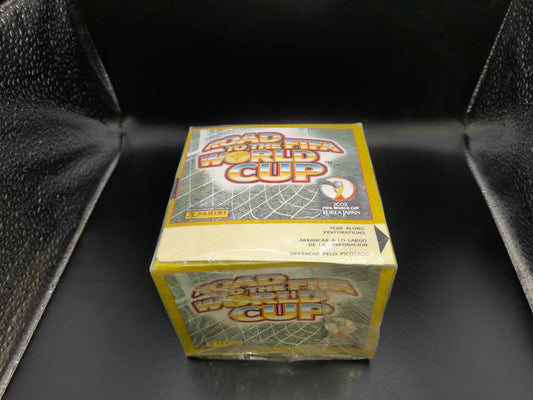 ROAD
TO THE FIFA
WORLD
CUP™
PANINI
2002
FIFA WORLD CUP
KOREA JAPAN
TEAR ALONG
PERFORATIONS
ARRANCAR A LO LARGO
DE LA PERFORACION
DESTACAR PELO PICOTADO
ROAD
TO THE FIFA
WORLD
CUP
PANINI